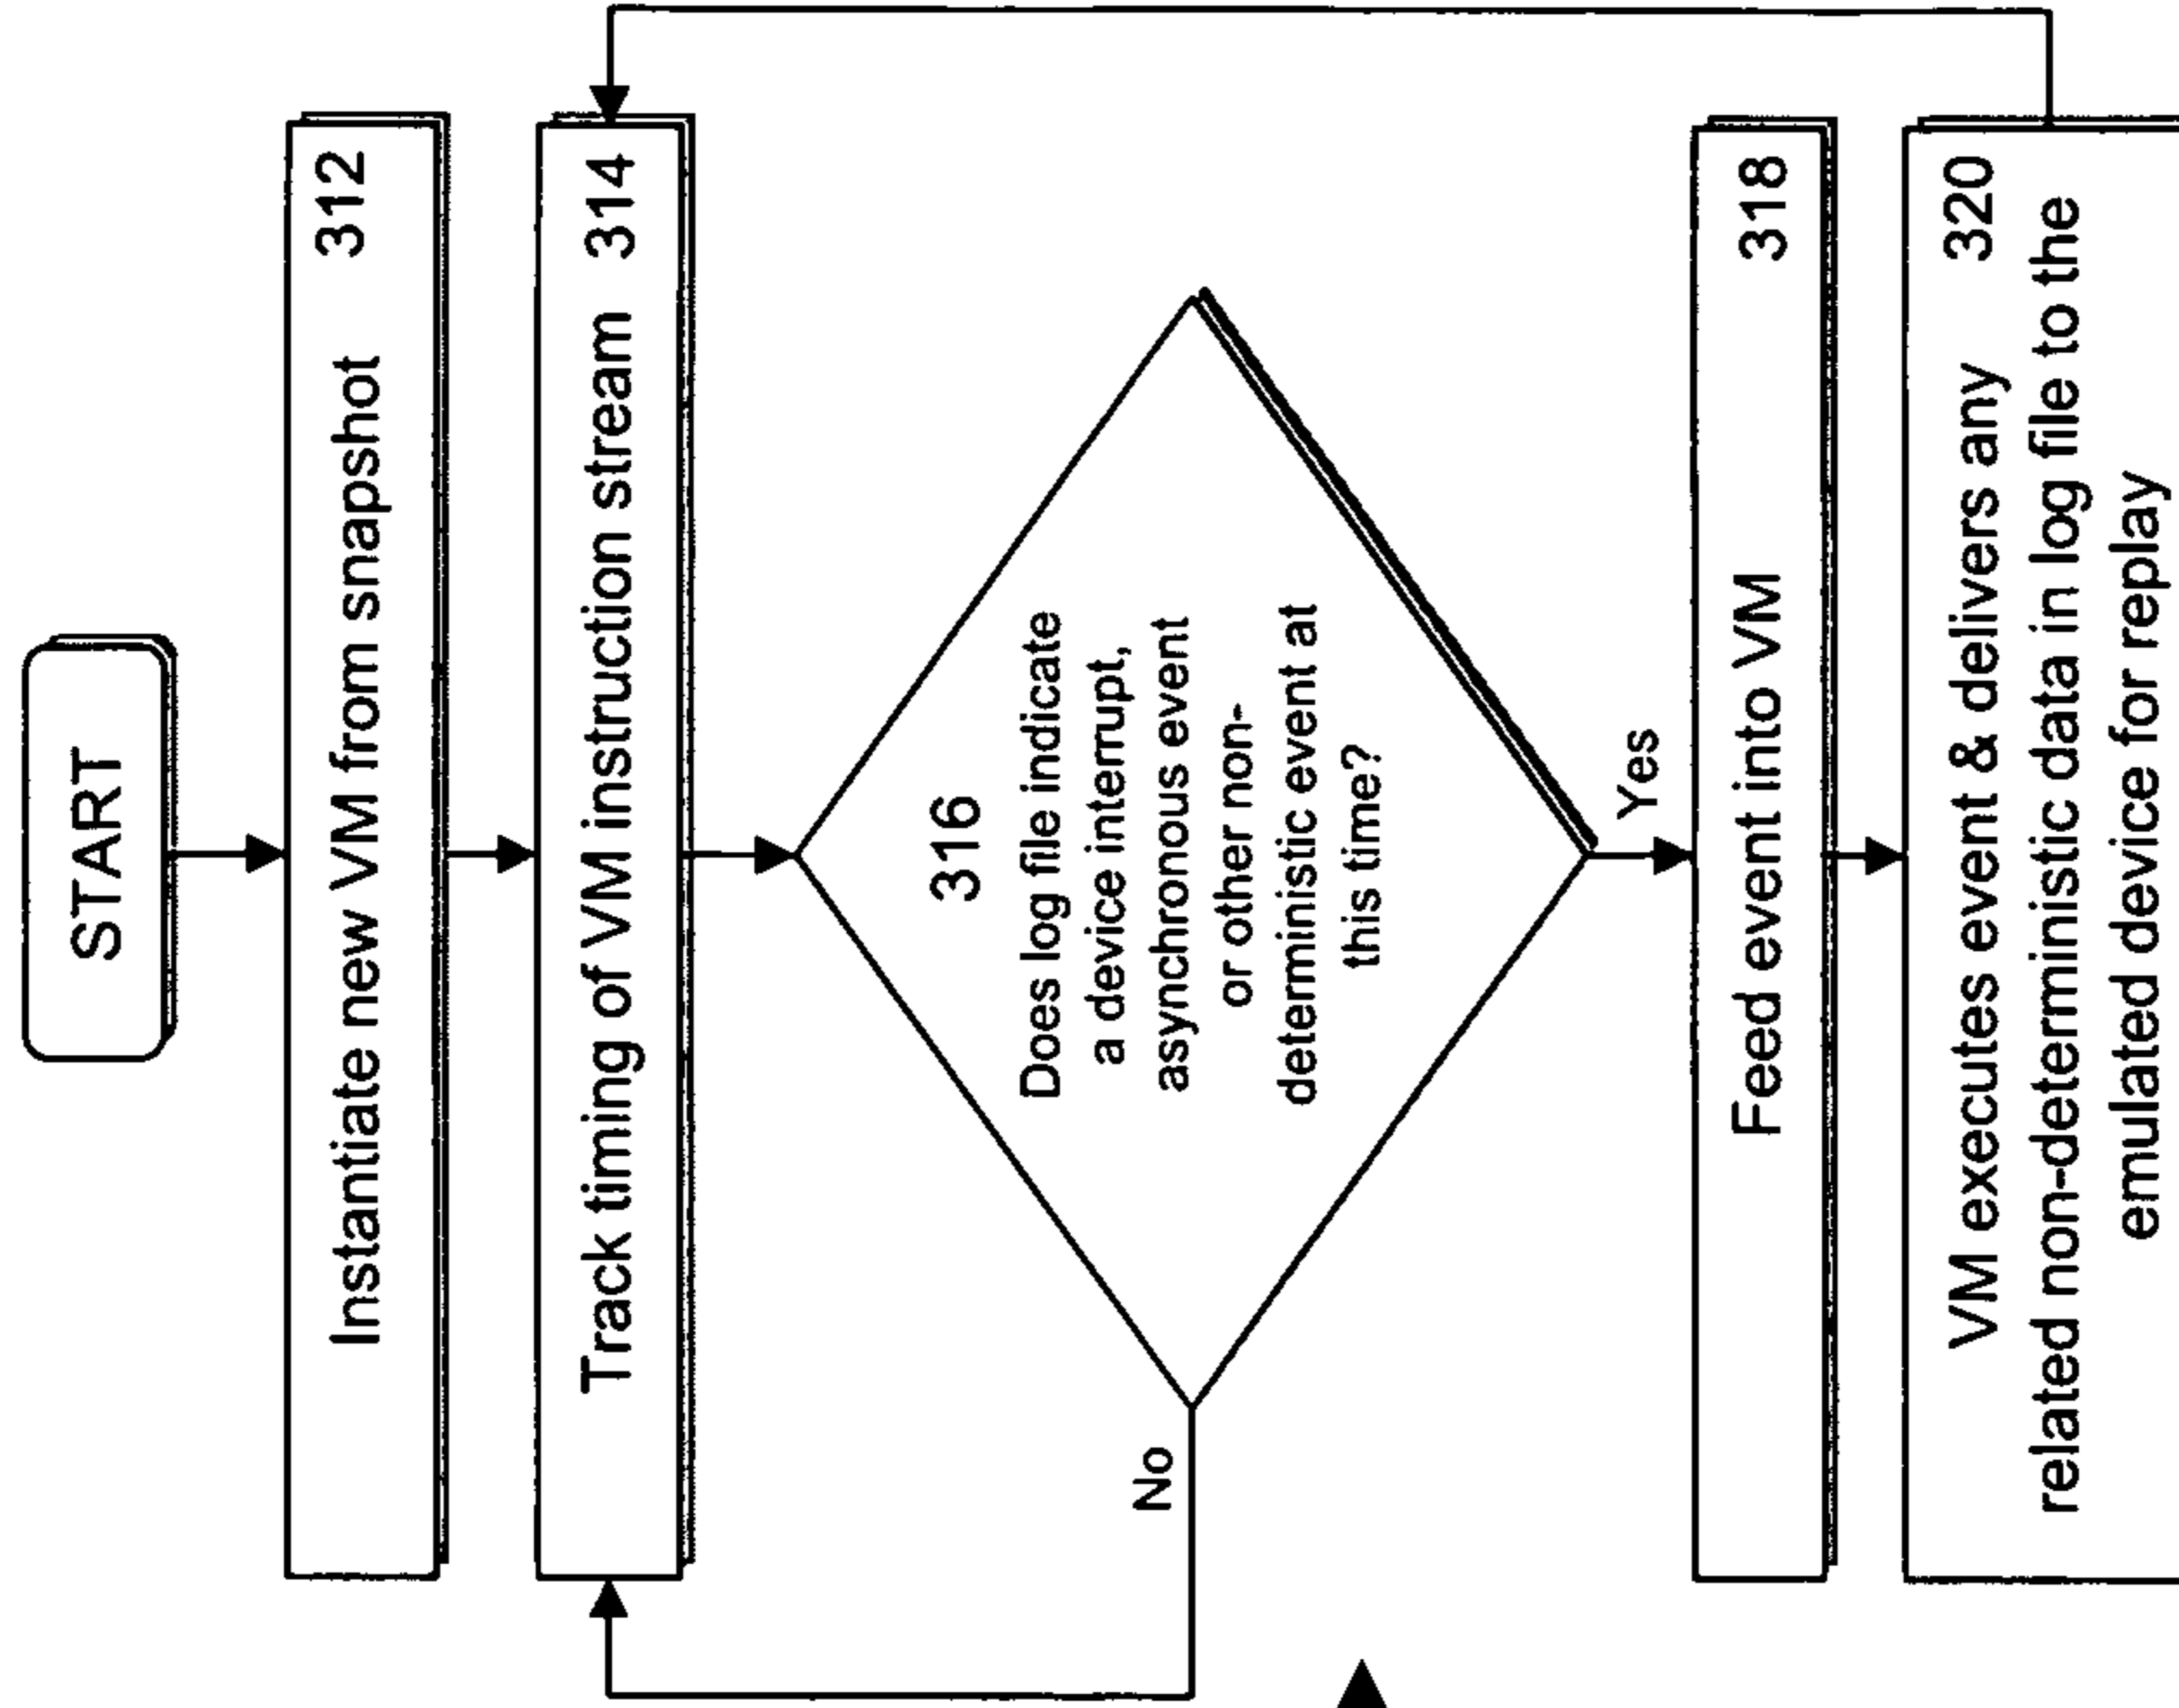 START
Instantiate new VM from snapshot 312
Track timing of VM instruction stream 314
316
Does log file indicate
a device interrupt,
asynchronous event
or other non-
deterministic event at
this time?
No
Yes
Feed event into VM 318
VM executes event & delivers any 320
related non-deterministic data in log file to the
emulated device for replay